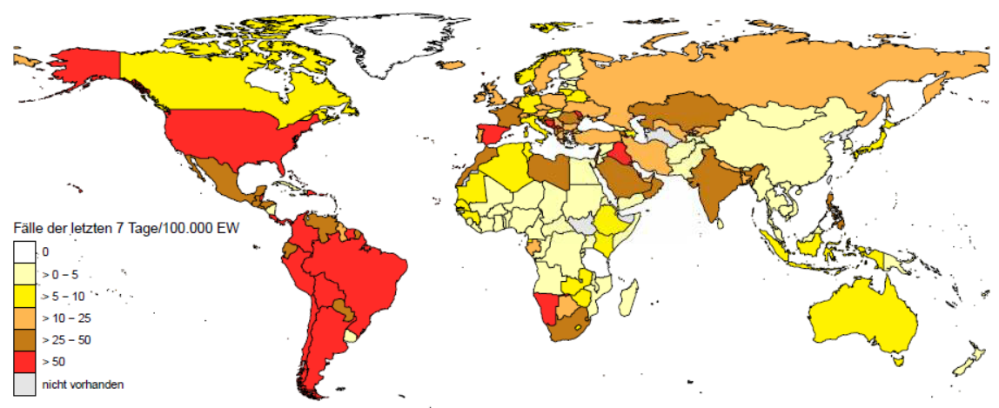 Fälle der letzten 7 Tage/100.000 EW
0
> 0 – 5
> 5 – 10
> 10 – 25
> 25 – 50
> 50
nicht vorhanden